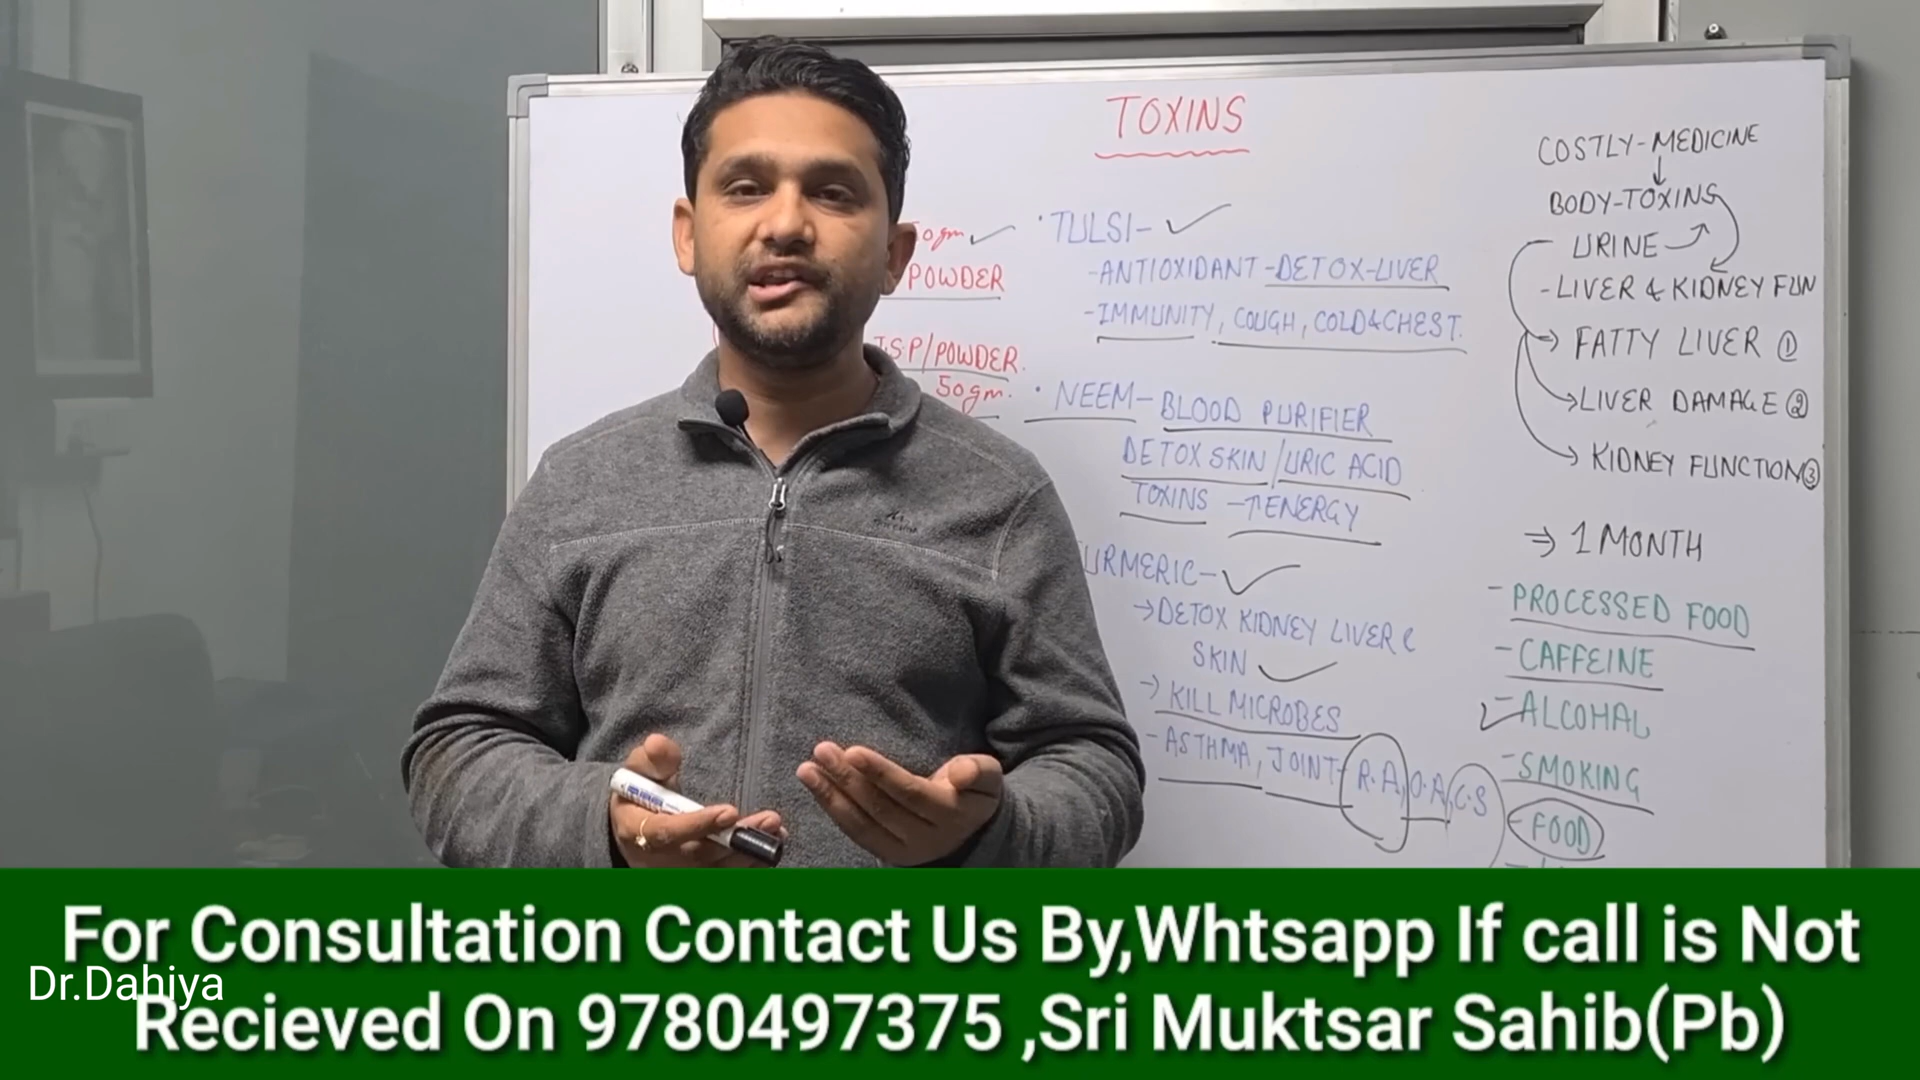 TOXINS
50gm
POWDER
T.S.P/POWDER.
50gm.
· TULSI-
-ANTIOXIDANT-DETOX-LIVER
-IMMUNITY, COUGH, COLD&CHEST.
· NEEM- BLOOD PURIFIER
DETOX SKIN/URIC ACID
TOXINS -↑ENERGY
URMERIC-
→DETOX KIDNEY LIVER &
SKIN
→ KILL MICROBES
- ASTHMA, JOINT- R.A, O.A, C.S
COSTLY-MEDICINE
BODY-TOXINS
URINE
-LIVER & KIDNEY FUN
FATTY LIVER ①
LIVER DAMAGE ②
KIDNEY FUNCTION③
⇒ 1 MONTH
- PROCESSED FOOD
- CAFFEINE
- ALCOHAL
- SMOKING
- FOOD
For Consultation Contact Us By,Whtsapp If call is Not
Recieved On 9780497375 ,Sri Muktsar Sahib(Pb)
Dr.Dahiya